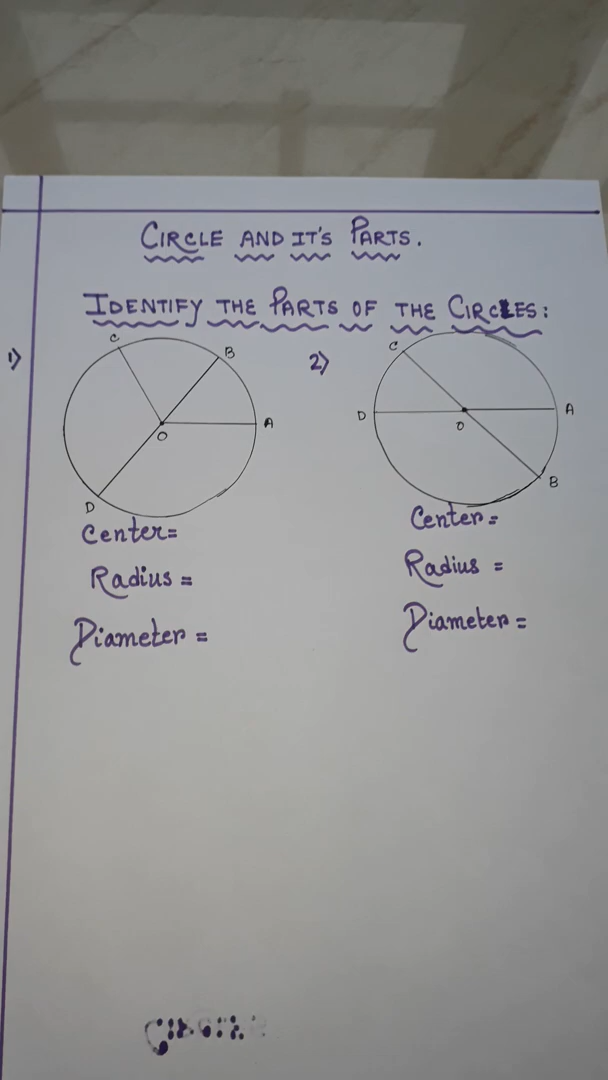 CIRCLE AND IT'S PARTS.
IDENTIFY THE PARTS OF THE CIRCLES:
1)
C
B
A
O
D
Center=
Radius =
Diameter =
2)
C
D
A
O
B
Center=
Radius =
Diameter =